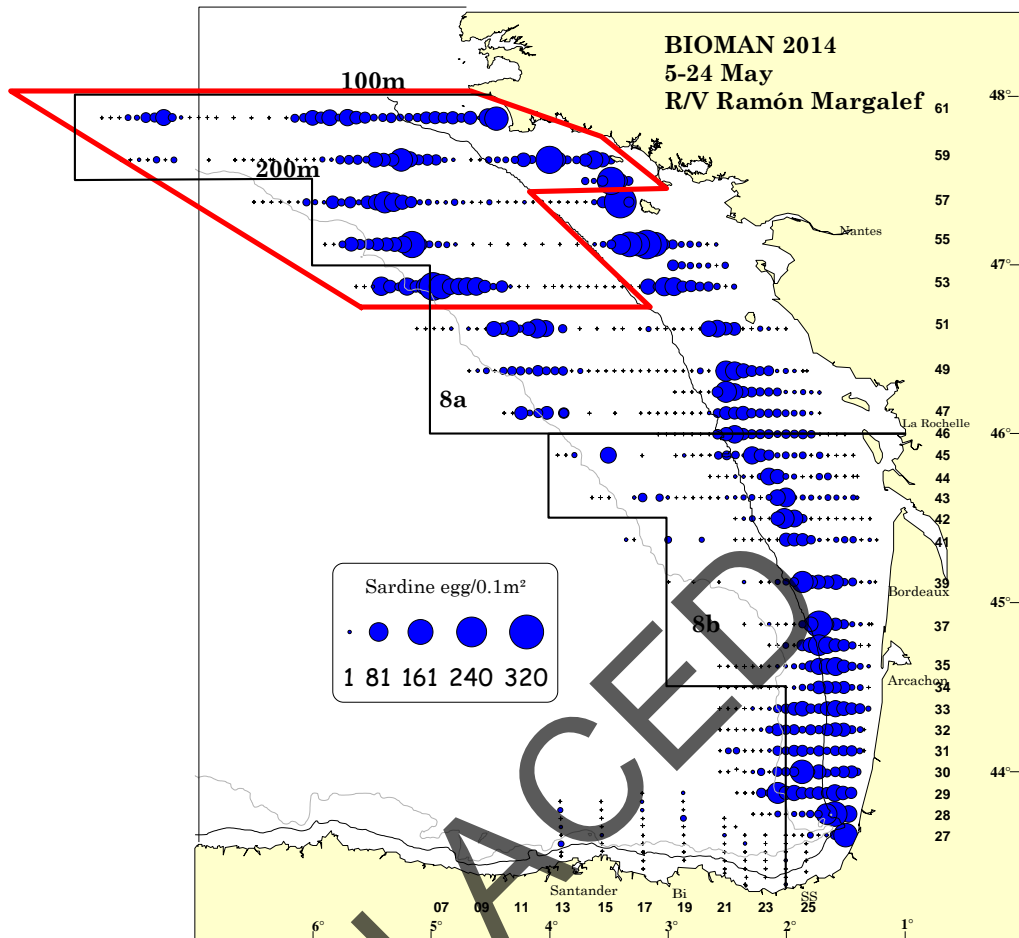 BIOMAN 2014
5-24 May
R/V Ramón Margalef
100m
48°
61
59
200m
57
Nantes
55
47°
53
51
49
8a
47
La Rochelle
46
46°
45
44
43
42
41
39
Bordeaux
45°
Sardine egg/0.1m²
1 81 161 240 320
8b
37
35
Arcachon
34
33
32
31
30
44°
29
28
27
ACED
Santander
Bi
SS
07 09 11 13 15 17 19 21 23 25
6° 5° 4° 3° 2° 1°